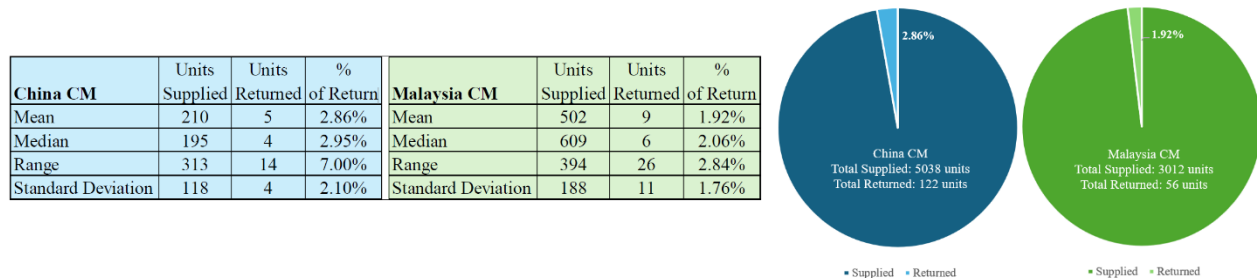 China CM Units Supplied Units Returned % of Return
Mean 210 5 2.86%
Median 195 4 2.95%
Range 313 14 7.00%
Standard Deviation 118 4 2.10%
Malaysia CM Units Supplied Units Returned % of Return
Mean 502 9 1.92%
Median 609 6 2.06%
Range 394 26 2.84%
Standard Deviation 188 11 1.76%
2.86%
China CM
Total Supplied: 5038 units
Total Returned: 122 units
Supplied Returned
1.92%
Malaysia CM
Total Supplied: 3012 units
Total Returned: 56 units
Supplied Returned